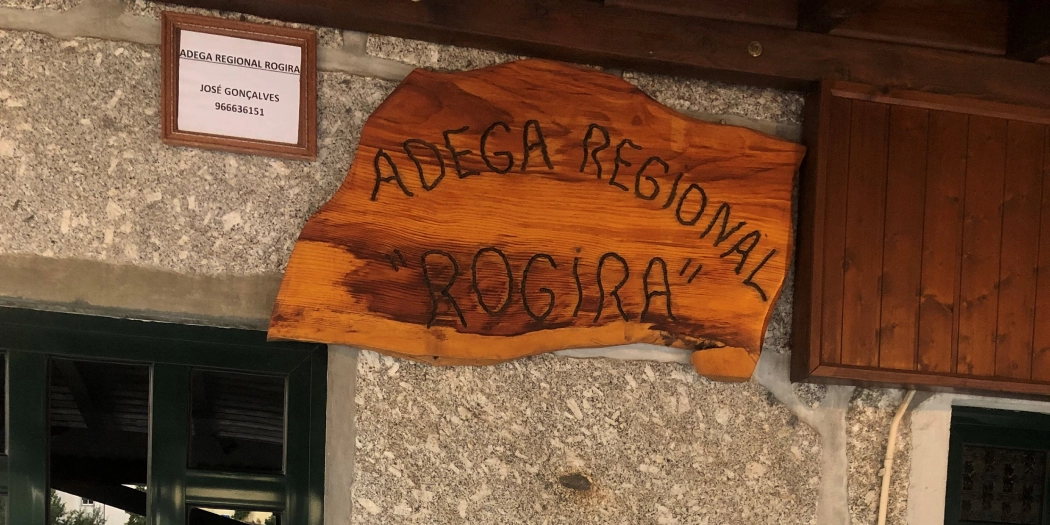 ADEGA REGIONAL ROGIRA
JOSÉ GONÇALVES
966636151
ADEGA REGIONAL
"ROGIRA"